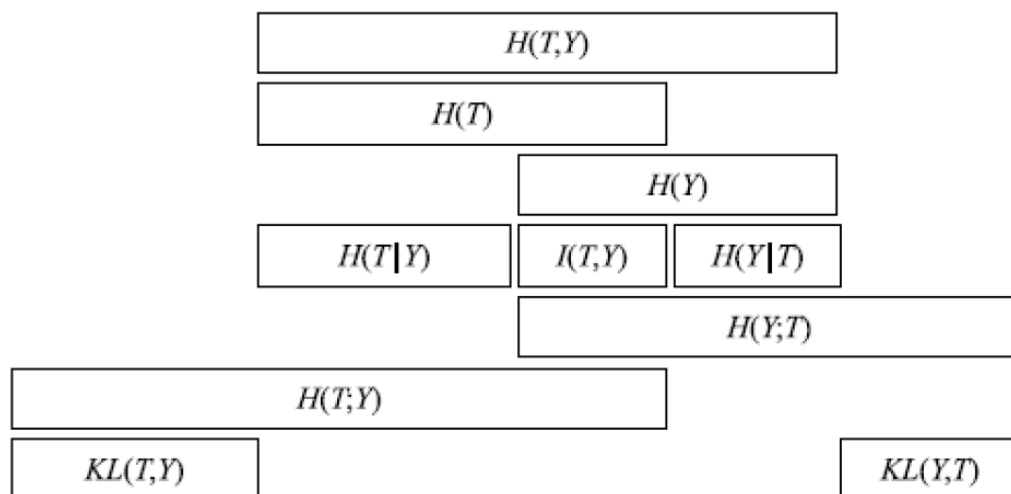 H(T,Y)
H(T)
H(Y)
H(T|Y) I(T,Y) H(Y|T)
H(Y;T)
H(T;Y)
KL(T,Y) KL(Y,T)